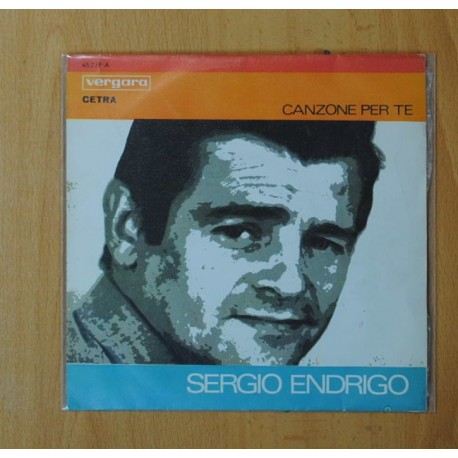 vergara
CETRA
CANZONE PER TE
SERGIO ENDRIGO